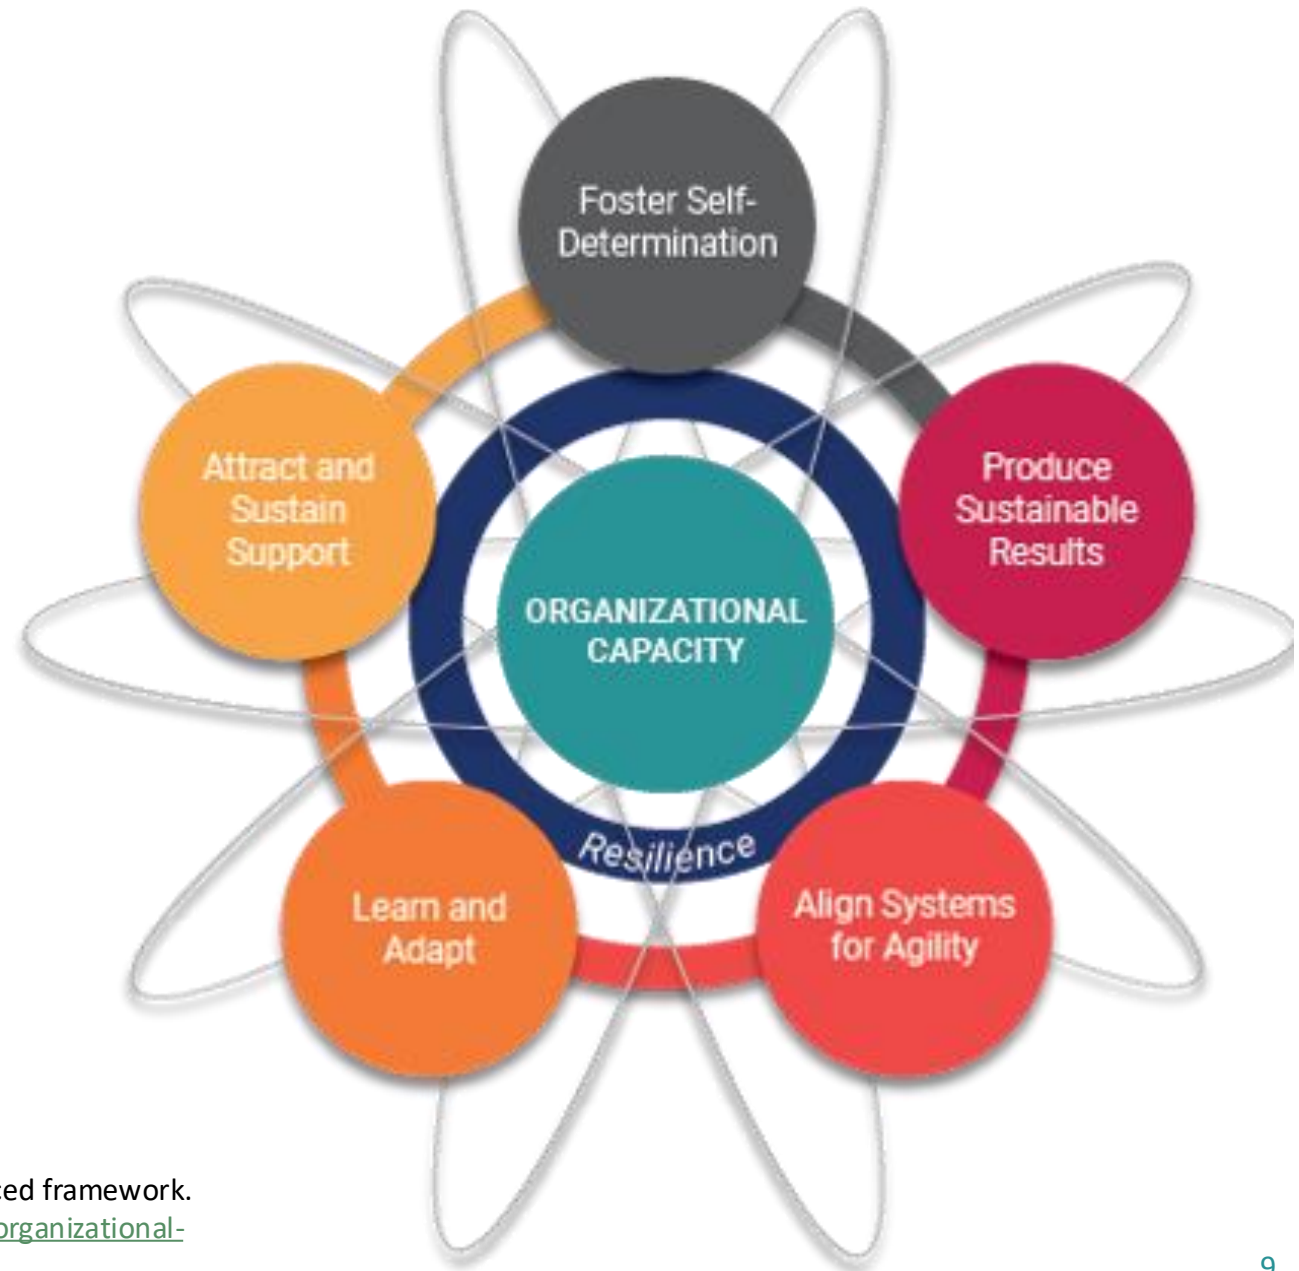 Foster Self-
Determination
Attract and
Sustain
Support
Produce
Sustainable
Results
ORGANIZATIONAL
CAPACITY
Resilience
Learn and
Adapt
Align Systems
for Agility
ced framework.
organizational-
9